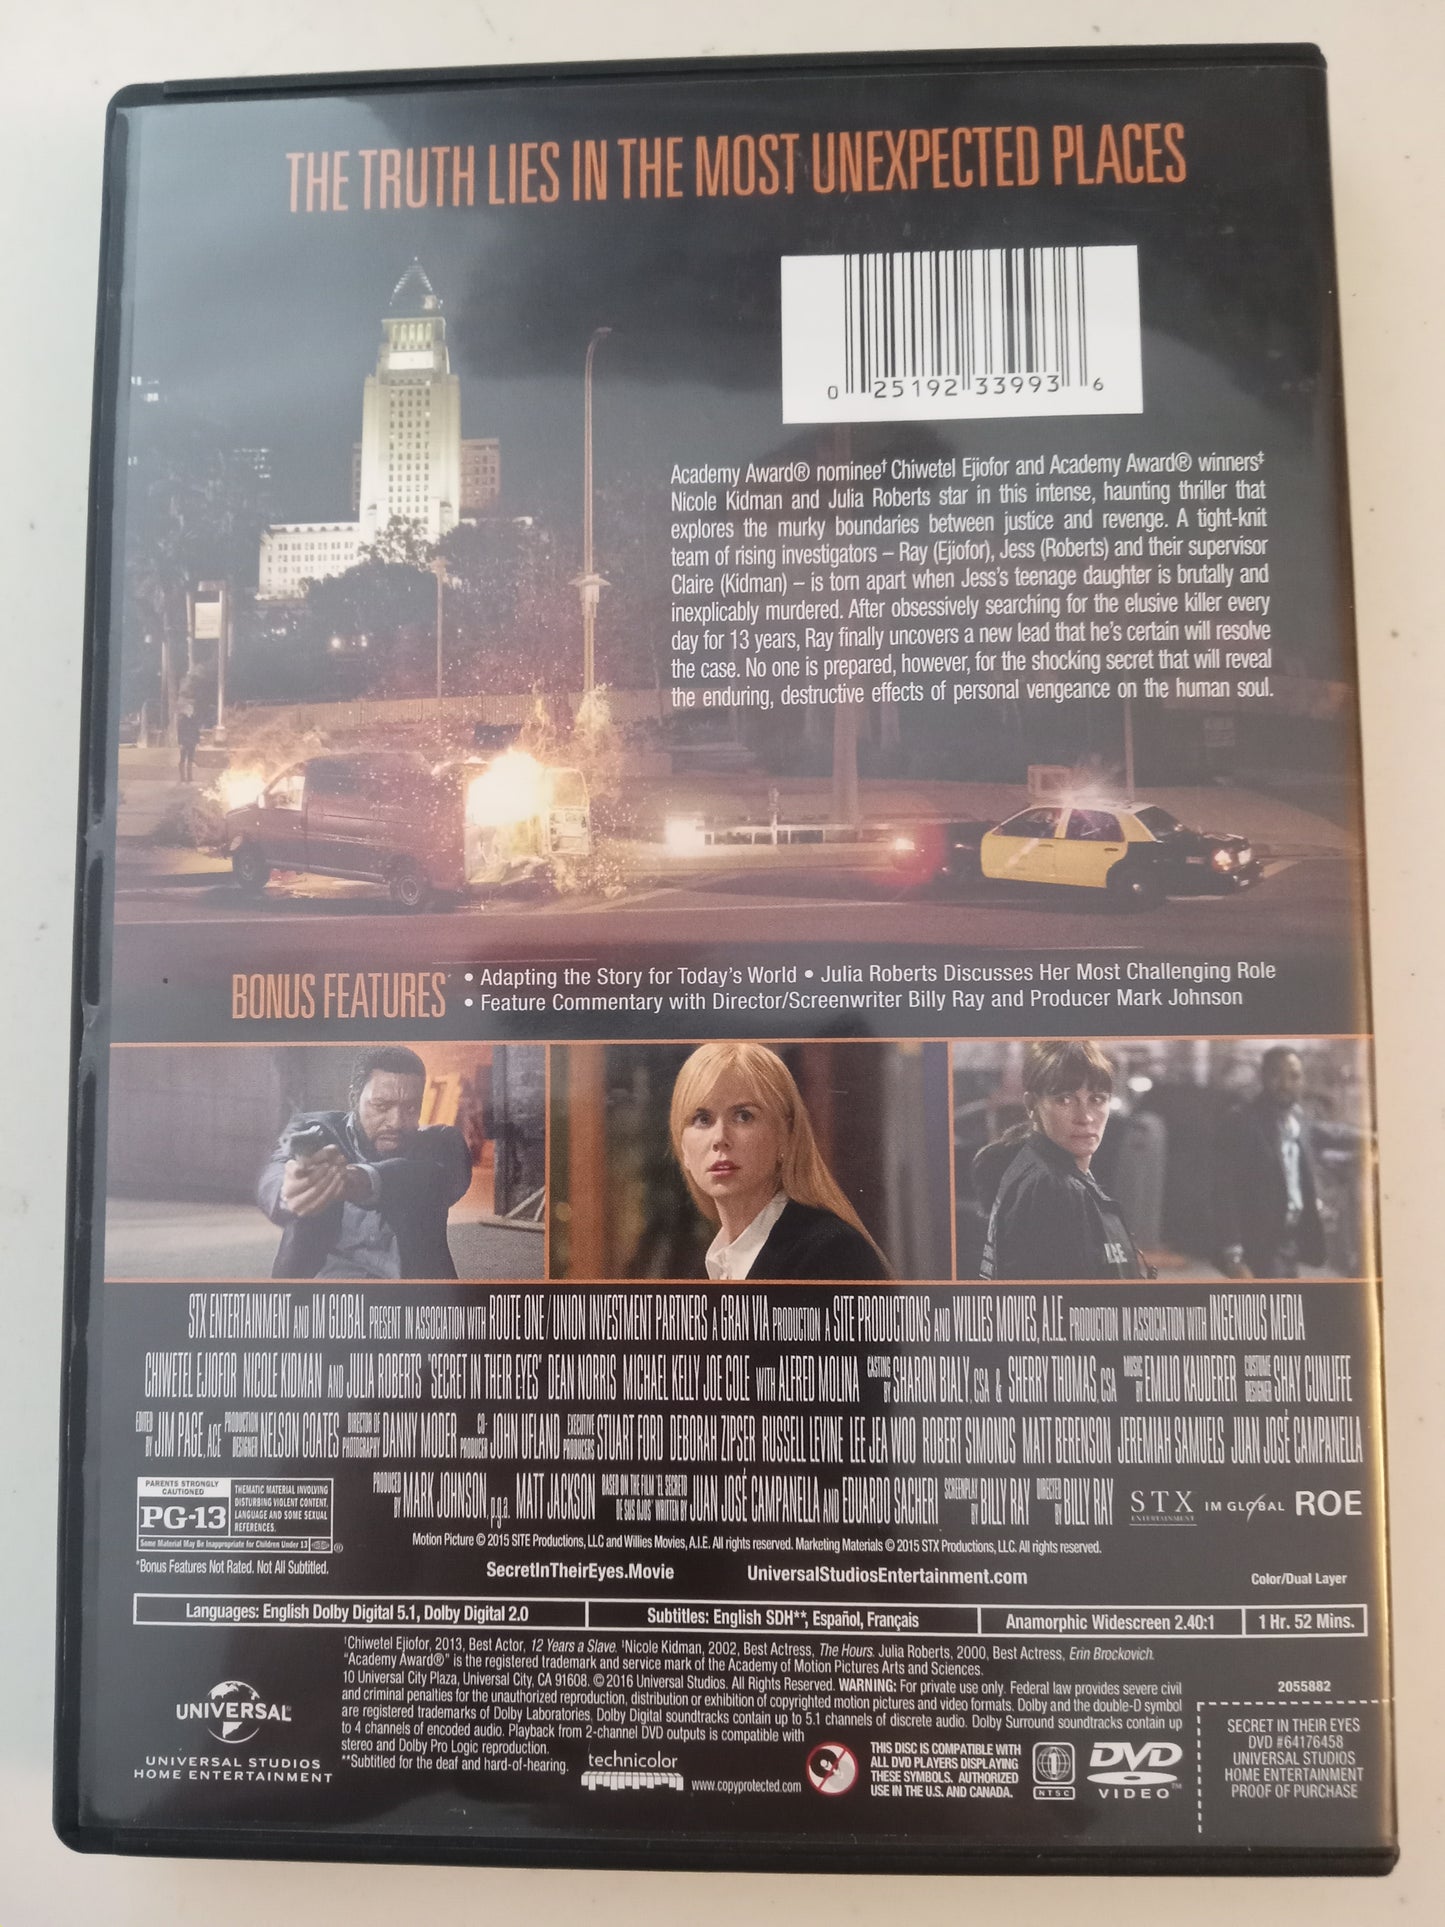 THE TRUTH LIES IN THE MOST UNEXPECTED PLACES
0 25192 33993 6
Academy Award® nominee† Chiwetel Ejiofor and Academy Award® winners‡
Nicole Kidman and Julia Roberts star in this intense, haunting thriller that
explores the murky boundaries between justice and revenge. A tight-knit
team of rising investigators – Ray (Ejiofor), Jess (Roberts) and their supervisor
Claire (Kidman) – is torn apart when Jess's teenage daughter is brutally and
inexplicably murdered. After obsessively searching for the elusive killer every
day for 13 years, Ray finally uncovers a new lead that he's certain will resolve
the case. No one is prepared, however, for the shocking secret that will reveal
the enduring, destructive effects of personal vengeance on the human soul.
BONUS FEATURES
• Adapting the Story for Today's World • Julia Roberts Discusses Her Most Challenging Role
• Feature Commentary with Director/Screenwriter Billy Ray and Producer Mark Johnson
STX ENTERTAINMENT AND IM GLOBAL PRESENT IN ASSOCIATION WITH ROUTE ONE / UNION INVESTMENT PARTNERS A GRAN VIA PRODUCTION A SITE PRODUCTIONS AND WILLIES MOVIES, A.I.E. PRODUCTION IN ASSOCIATION WITH INGENIOUS MEDIA
CHIWETEL EJIOFOR NICOLE KIDMAN AND JULIA ROBERTS "SECRET IN THEIR EYES" DEAN NORRIS MICHAEL KELLY JOE COLE WITH ALFRED MOLINA CASTING BY SHARON BIALY, CSA & SHERRY THOMAS, CSA MUSIC BY EMILIO KAUDERER COSTUME DESIGNER SHAY CUNLIFFE
EDITED BY JIM PAGE, ACE PRODUCTION DESIGNER NELSON COATES DIRECTOR OF PHOTOGRAPHY DANNY MODER CO-PRODUCER JOHN UFLAND EXECUTIVE PRODUCERS STUART FORD DEBORAH ZIPSER RUSSELL LEVINE LEE JEA WOO ROBERT SIMONDS MATT BERENSON JEREMIAH SAMUELS JUAN JOSÉ CAMPANELLA
PRODUCED BY MARK JOHNSON, p.g.a. MATT JACKSON BASED ON THE FILM "EL SECRETO DE SUS OJOS" WRITTEN BY JUAN JOSÉ CAMPANELLA AND EDUARDO SACHERI SCREENPLAY BY BILLY RAY DIRECTED BY BILLY RAY
STX ENTERTAINMENT IM GLOBAL ROE
PARENTS STRONGLY CAUTIONED
PG-13
Some Material May Be Inappropriate for Children Under 13
THEMATIC MATERIAL INVOLVING
DISTURBING VIOLENT CONTENT,
LANGUAGE AND SOME SEXUAL
REFERENCES.
*Bonus Features Not Rated. Not All Subtitled.
Motion Picture © 2015 SITE Productions, LLC and Willies Movies, A.I.E. All rights reserved. Marketing Materials © 2015 STX Productions, LLC. All rights reserved.
SecretInTheirEyes.Movie UniversalStudiosEntertainment.com
Color/Dual Layer
Languages: English Dolby Digital 5.1, Dolby Digital 2.0
Subtitles: English SDH**, Español, Français
Anamorphic Widescreen 2.40:1
1 Hr. 52 Mins.
†Chiwetel Ejiofor, 2013, Best Actor, 12 Years a Slave. ‡Nicole Kidman, 2002, Best Actress, The Hours. Julia Roberts, 2000, Best Actress, Erin Brockovich.
"Academy Award®" is the registered trademark and service mark of the Academy of Motion Pictures Arts and Sciences.
10 Universal City Plaza, Universal City, CA 91608. © 2016 Universal Studios. All Rights Reserved. WARNING: For private use only. Federal law provides severe civil
and criminal penalties for the unauthorized reproduction, distribution or exhibition of copyrighted motion pictures and video formats. Dolby and the double-D symbol
are registered trademarks of Dolby Laboratories. Dolby Digital soundtracks contain up to 5.1 channels of discrete audio. Dolby Surround soundtracks contain up
to 4 channels of encoded audio. Playback from 2-channel DVD outputs is compatible with
stereo and Dolby Pro Logic reproduction.
**Subtitled for the deaf and hard-of-hearing.
UNIVERSAL
UNIVERSAL STUDIOS
HOME ENTERTAINMENT
technicolor
www.copyprotected.com
THIS DISC IS COMPATIBLE WITH
ALL DVD PLAYERS DISPLAYING
THESE SYMBOLS. AUTHORIZED
USE IN THE U.S. AND CANADA.
1
NTSC
DVD
VIDEO™
2055882
SECRET IN THEIR EYES
DVD #64176458
UNIVERSAL STUDIOS
HOME ENTERTAINMENT
PROOF OF PURCHASE